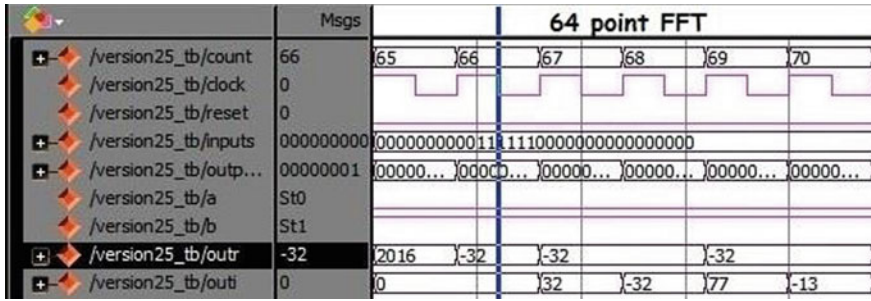 Msgs 64 point FFT
/version25_tb/count 66 65 66 67 68 69 70
/version25_tb/clock 0
/version25_tb/reset 0
/version25_tb/inputs 000000000 00000000001111110000000000000000
/version25_tb/outp... 00000001 00000... 00000... 00000... 00000... 00000... 00000...
/version25_tb/a St0
/version25_tb/b St1
/version25_tb/outr -32 2016 -32 -32 -32
/version25_tb/outi 0 0 32 -32 77 -13